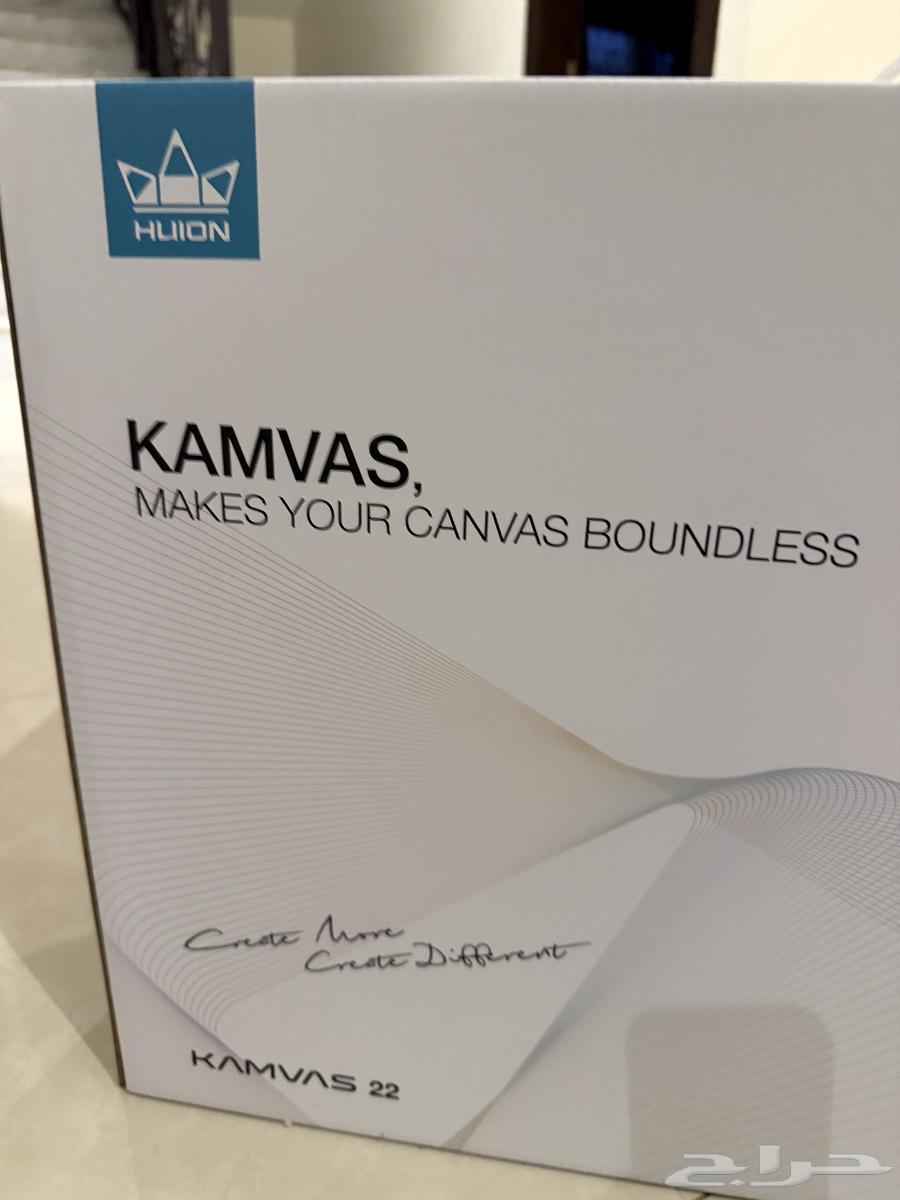 HUION
KAMVAS,
MAKES YOUR CANVAS BOUNDLESS
Create More
Create Different
KAMVAS 22
حراج